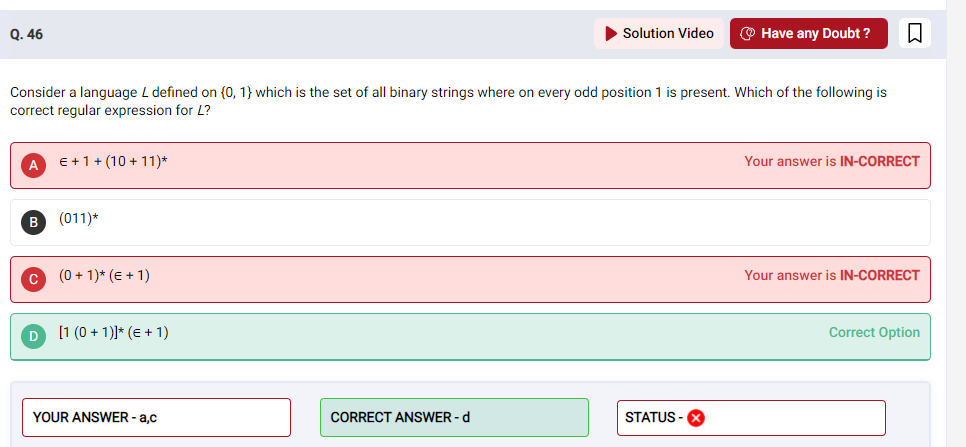 Q. 46
Solution Video
Have any Doubt ?
Consider a language L defined on {0, 1} which is the set of all binary strings where on every odd position 1 is present. Which of the following is
correct regular expression for L?
A ∈ + 1 + (10 + 11)* Your answer is IN-CORRECT
B (011)*
C (0 + 1)* (∈ + 1) Your answer is IN-CORRECT
D [1 (0 + 1)]* (∈ + 1) Correct Option
YOUR ANSWER - a,c CORRECT ANSWER - d STATUS -